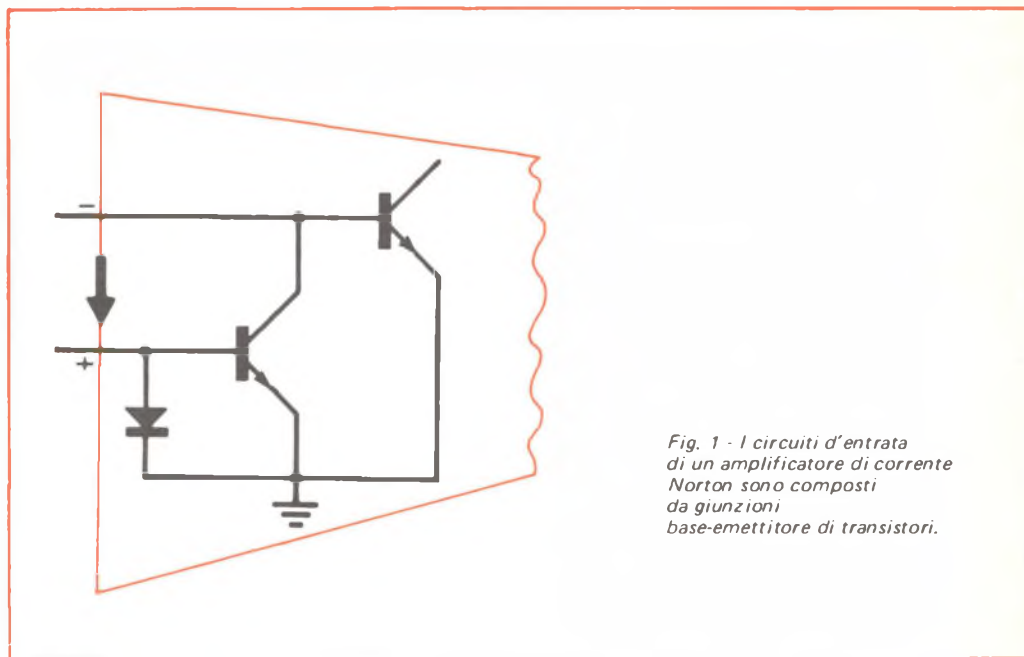 -
+
Fig. 1 - I circuiti d'entrata
di un amplificatore di corrente
Norton sono composti
da giunzioni
base-emettitore di transistori.